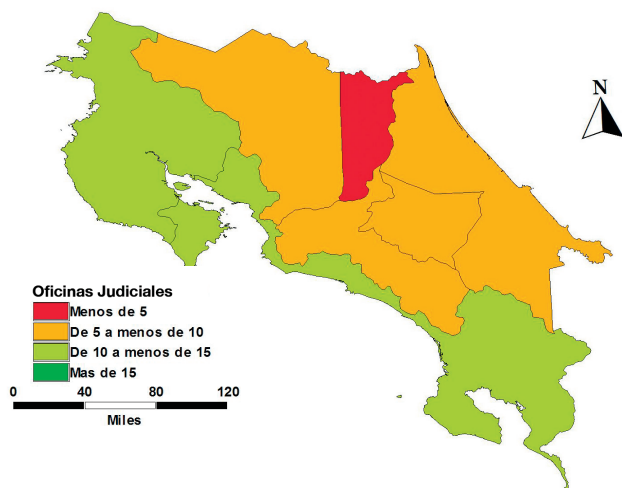 N
Oficinas Judiciales
Menos de 5
De 5 a menos de 10
De 10 a menos de 15
Mas de 15
0 40 80 120
Miles